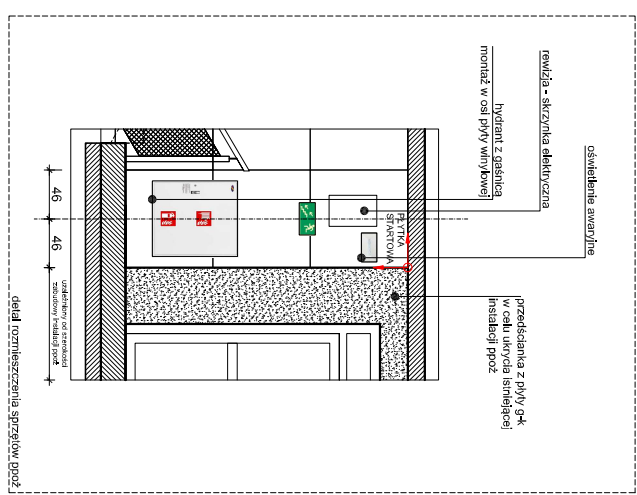 oświetlenie awaryjne
rewizja - skrzynka elektryczna
hydrant z gaśnicą
montaż w osi płyty winylowej
PŁYTKA
STARTOWA
przedścianka z płyty g-k
w celu ukrycia istniejącej
instalacji ppoż
46
46
uzależniony od szerokości
zabudowy instalacji ppoż
detal rozmieszczenia sprzętów ppoż